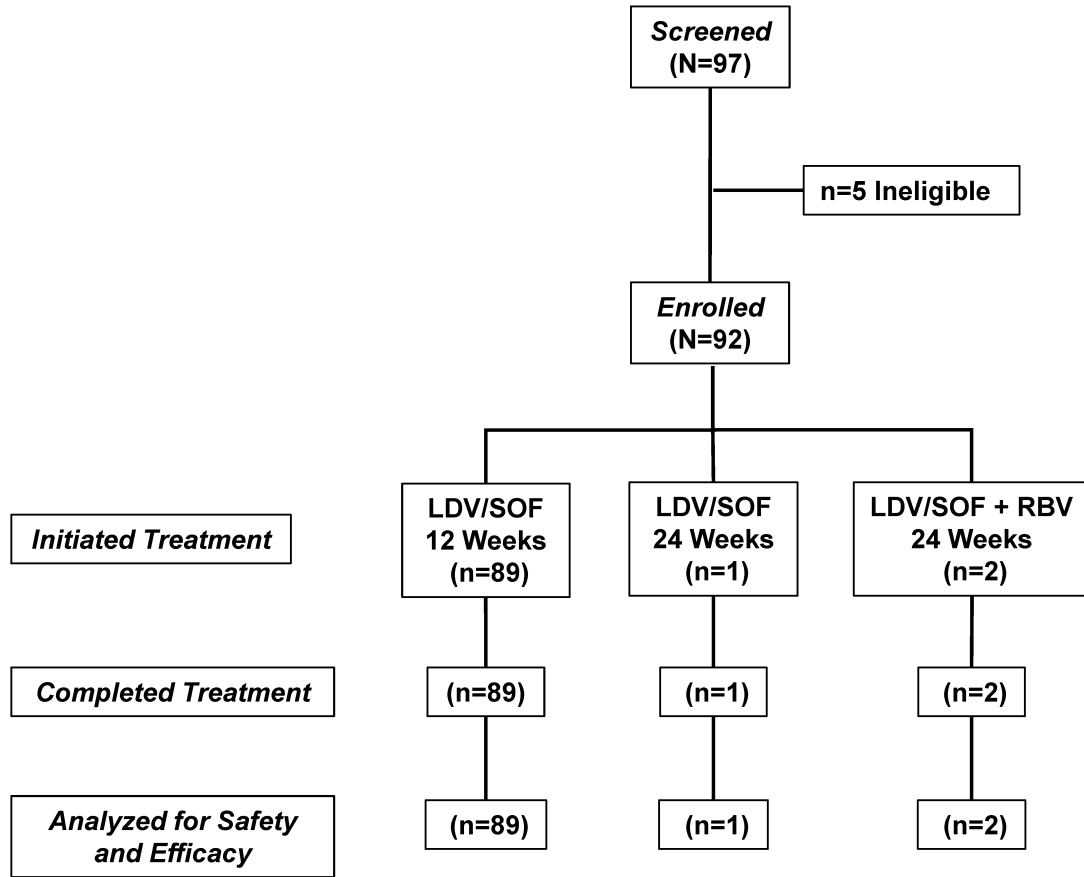 Screened
(N=97)
n=5 Ineligible
Enrolled
(N=92)
Initiated Treatment
LDV/SOF
12 Weeks
(n=89)
LDV/SOF
24 Weeks
(n=1)
LDV/SOF + RBV
24 Weeks
(n=2)
Completed Treatment
(n=89)
(n=1)
(n=2)
Analyzed for Safety
and Efficacy
(n=89)
(n=1)
(n=2)